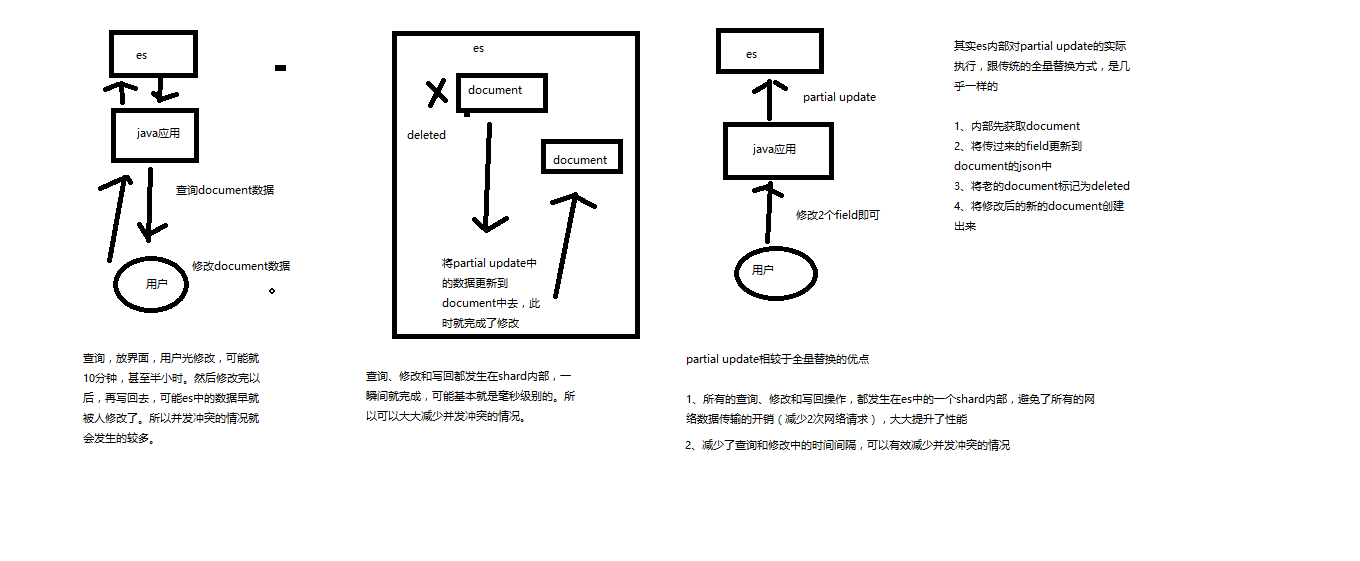 es
java应用
查询document数据
修改document数据
用户
查询，放界面，用户光修改，可能就
10分钟，甚至半小时。然后修改完以
后，再写回去，可能es中的数据早就
被人修改了。所以并发冲突的情况就
会发生的较多。
es
document
deleted
document
将partial update中
的数据更新到
document中去，此
时就完成了修改
查询、修改和写回都发生在shard内部，一
瞬间就完成，可能基本就是毫秒级别的。所
以可以大大减少并发冲突的情况。
es
partial update
java应用
修改2个field即可
用户
其实es内部对partial update的实际
执行，跟传统的全量替换方式，是几
乎一样的
1、内部先获取document
2、将传过来的field更新到
document的json中
3、将老的document标记为deleted
4、将修改后的新的document创建
出来
partial update相较于全量替换的优点
1、所有的查询、修改和写回操作，都发生在es中的一个shard内部，避免了所有的网
络数据传输的开销（减少2次网络请求），大大提升了性能
2、减少了查询和修改中的时间间隔，可以有效减少并发冲突的情况